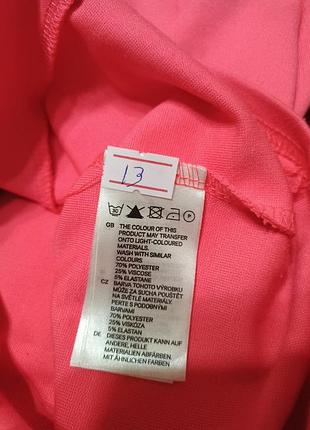 13
30
P
GB THE COLOUR OF THIS
PRODUCT MAY TRANSFER
ONTO LIGHT-COLOURED
MATERIALS.
WASH WITH SIMILAR
COLOURS
70% POLYESTER
25% VISCOSE
5% ELASTANE
CZ BARVA TOHOTO VÝROBKU
MŮŽE ZA SUCHA POUŠTĚT
NA SVĚTLÉ MATERIÁLY.
PERTE S PODOBNÝMI
BARVAMI
70% POLYESTER
25% VISKÓZA
5% ELASTAN
DE DIESES PRODUKT KANN AUF
ANDERE, HELLE
MATERIALIEN ABFÄRBEN.
MIT ÄHNLICHEN FARBEN